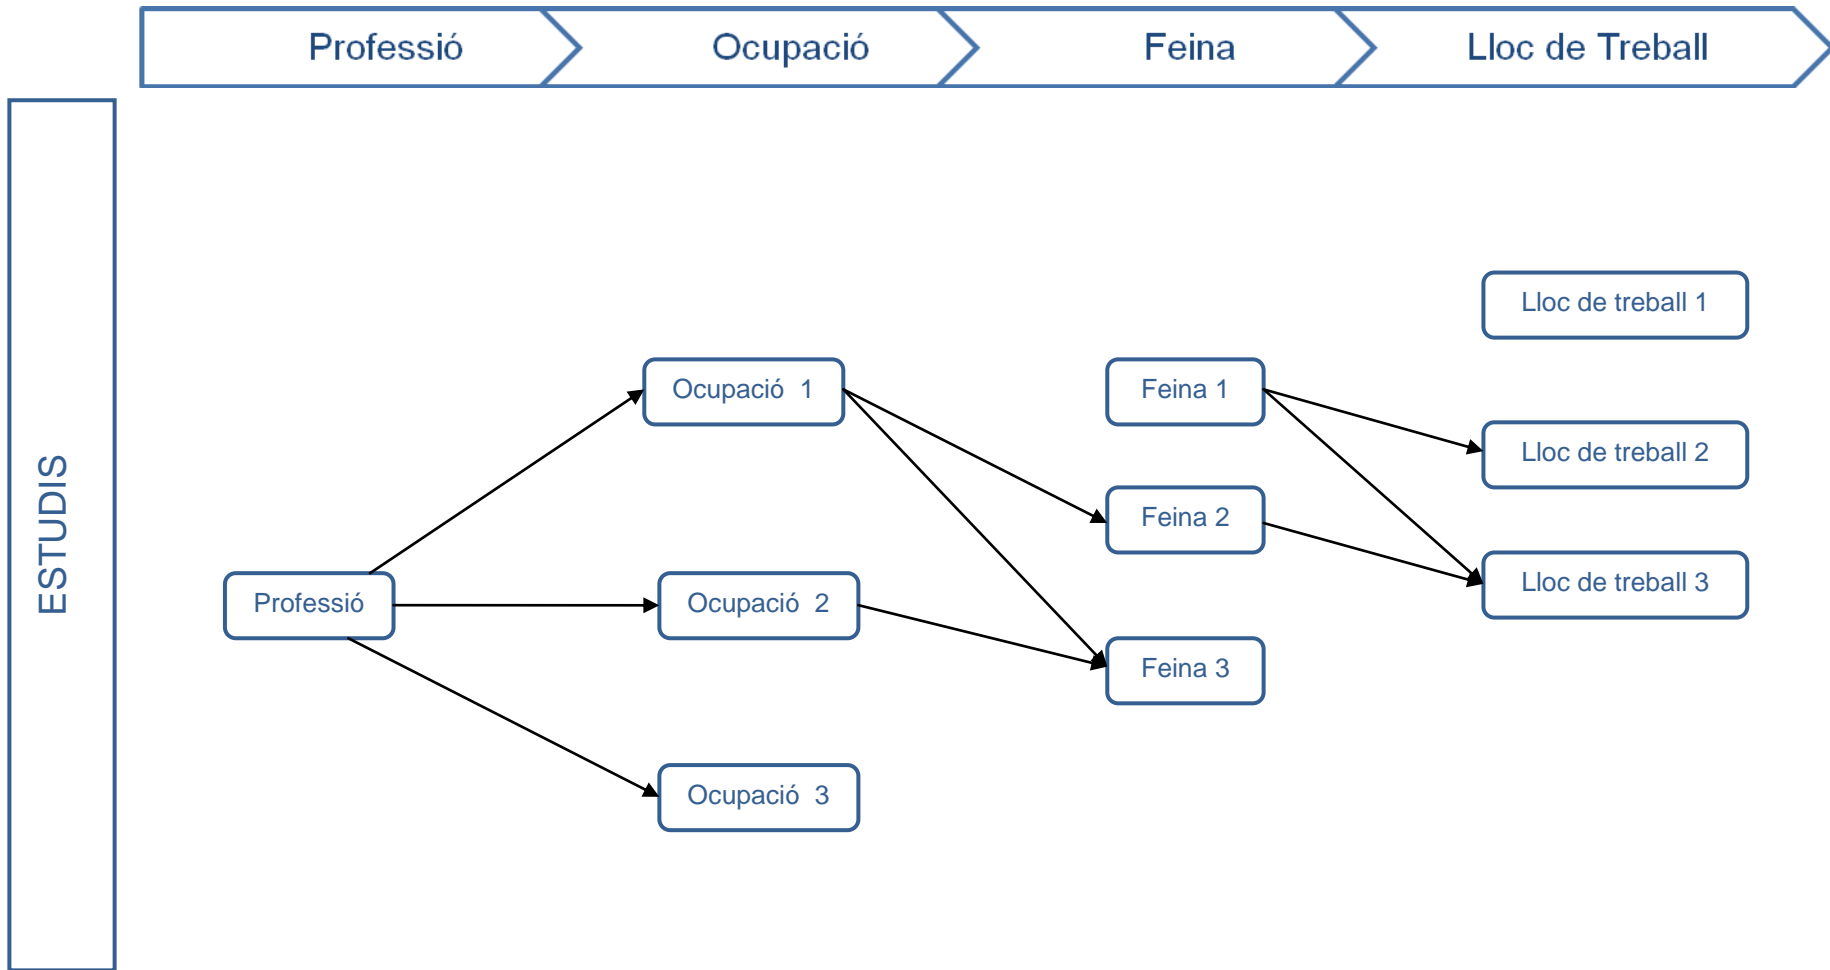 Professió
Ocupació
Feina
Lloc de Treball
ESTUDIS
Lloc de treball 1
Ocupació 1
Feina 1
Lloc de treball 2
Feina 2
Professió
Ocupació 2
Lloc de treball 3
Feina 3
Ocupació 3